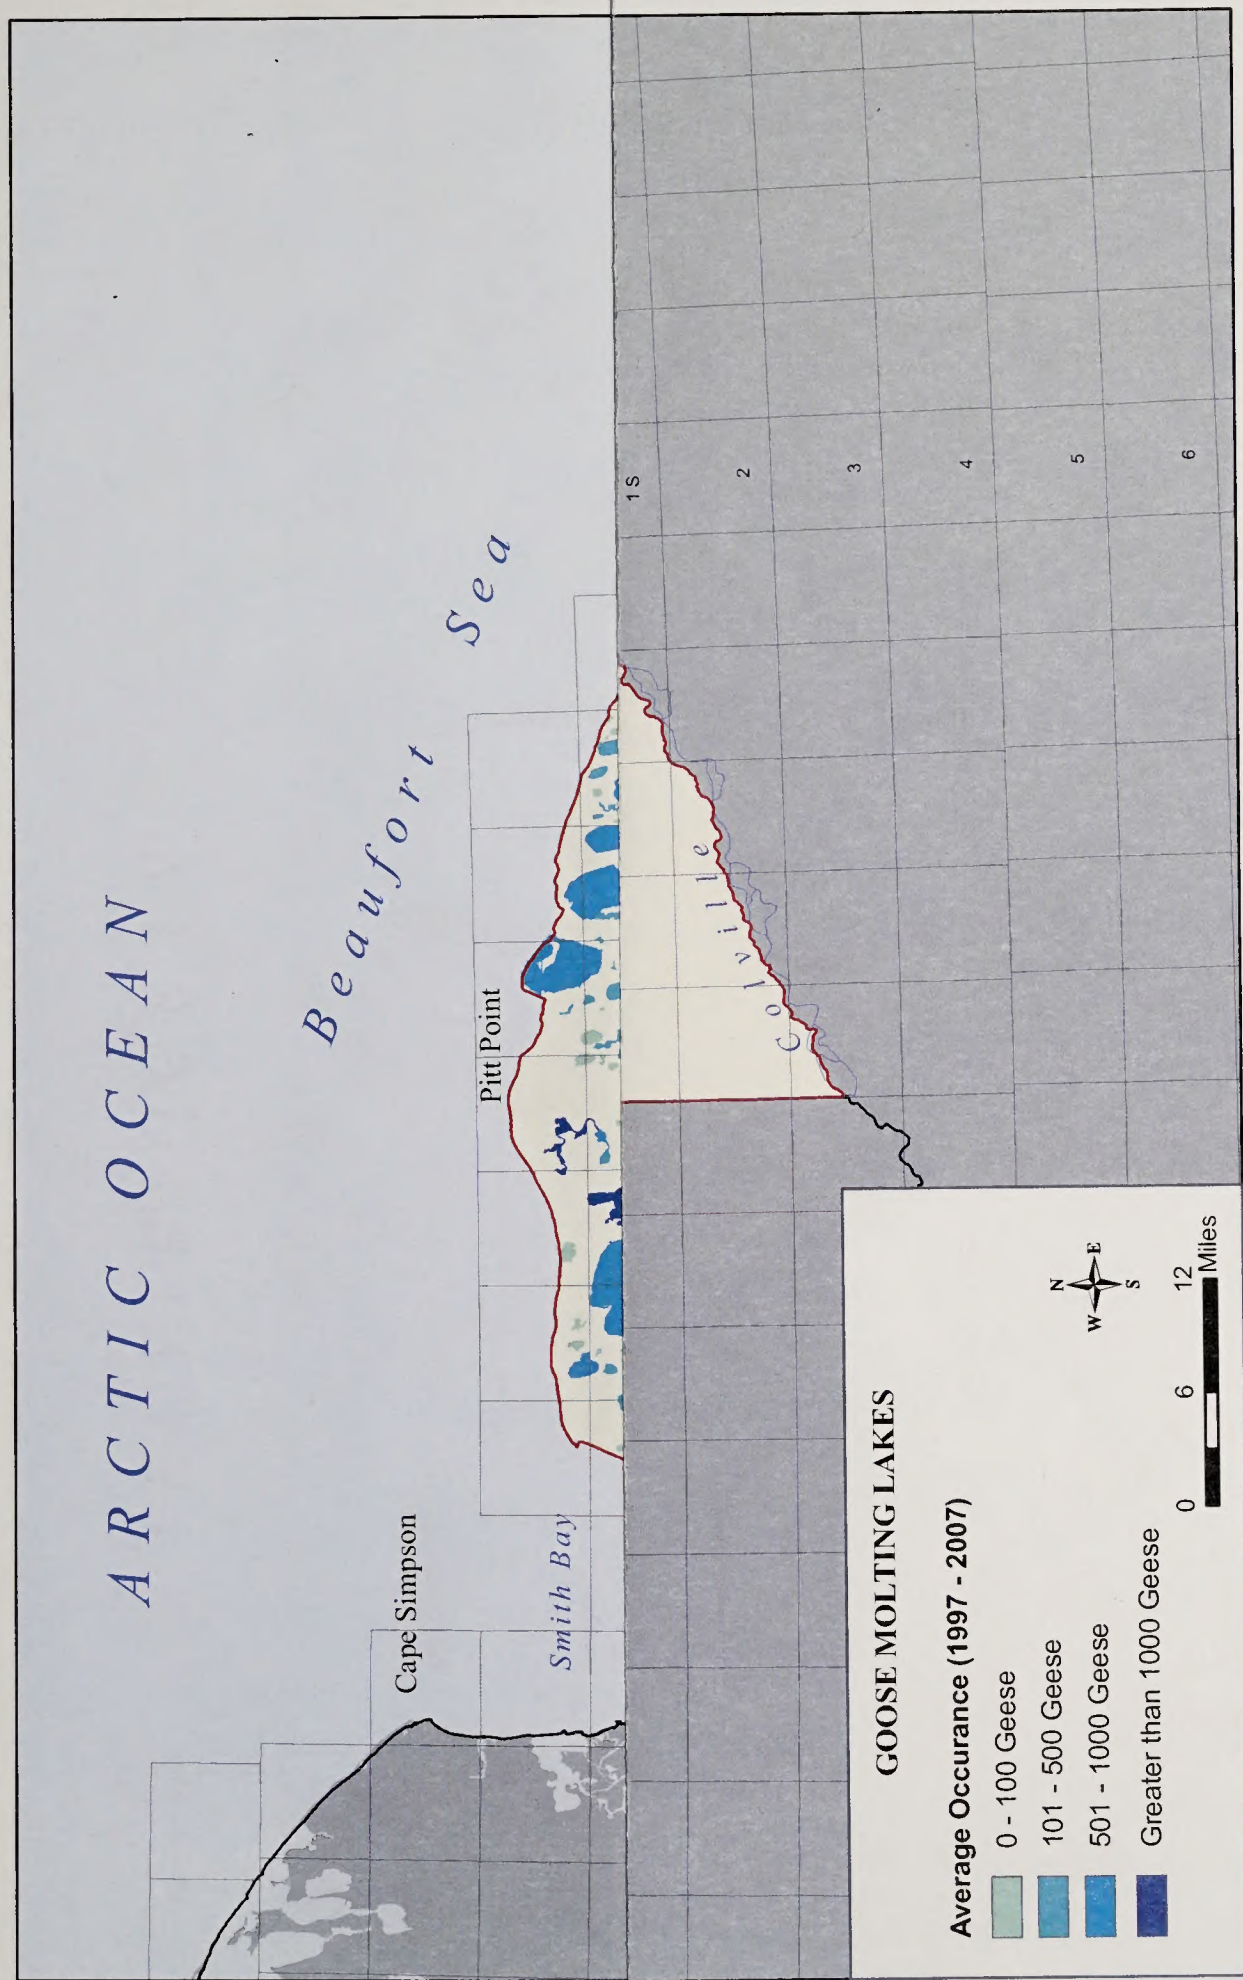 ARCTIC OCEAN
Beaufort Sea
Pitt Point
Cape Simpson
Smith Bay
Colville
1 S
2
3
4
5
6
GOOSE MOLTING LAKES
Average Occurance (1997 - 2007)
0 - 100 Geese
101 - 500 Geese
501 - 1000 Geese
Greater than 1000 Geese
N
W E
S
0 6 12
Miles